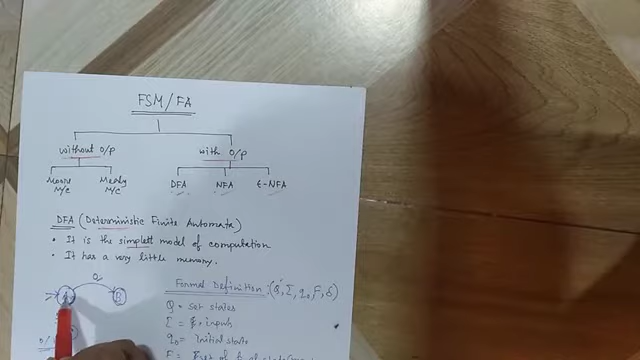 FSM/FA
without O/P
with O/P
Moore M/C
Mealy M/C
DFA
NFA
E-NFA
DFA (Deterministic Finite Automata)
• It is the simplest model of computation
• It has a very little memory.
Formal Definition: (Q, Σ, q0, F, δ)
Q = set states
Σ = inputs
q0 = Initial state
F =
A
B